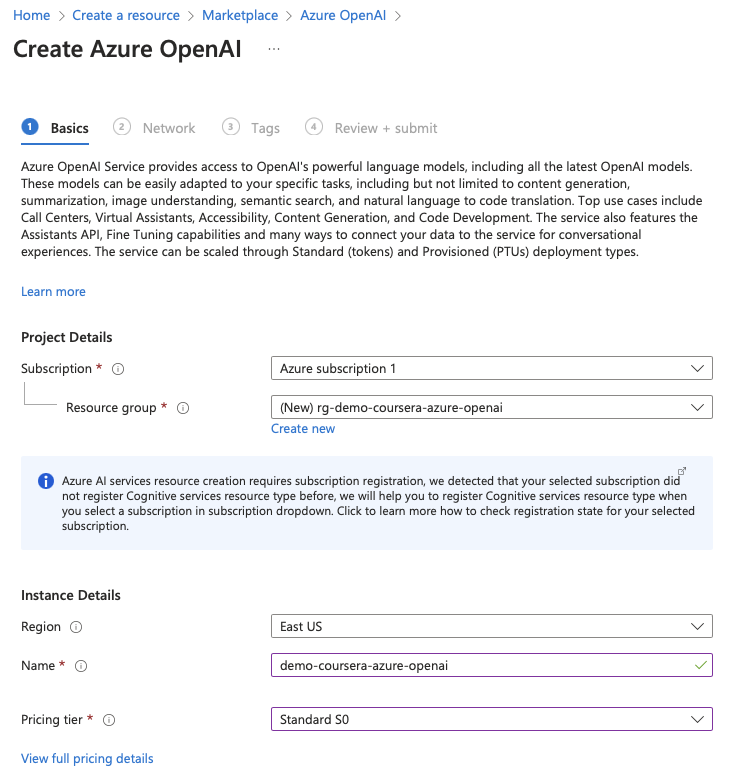 Home > Create a resource > Marketplace > Azure OpenAI >
Create Azure OpenAI ...
1 Basics 2 Network 3 Tags 4 Review + submit
Azure OpenAI Service provides access to OpenAI's powerful language models, including all the latest OpenAI models.
These models can be easily adapted to your specific tasks, including but not limited to content generation,
summarization, image understanding, semantic search, and natural language to code translation. Top use cases include
Call Centers, Virtual Assistants, Accessibility, Content Generation, and Code Development. The service also features the
Assistants API, Fine Tuning capabilities and many ways to connect your data to the service for conversational
experiences. The service can be scaled through Standard (tokens) and Provisioned (PTUs) deployment types.
Learn more
Project Details
Subscription * Azure subscription 1
Resource group * (New) rg-demo-coursera-azure-openai
Create new
Azure AI services resource creation requires subscription registration, we detected that your selected subscription did
not register Cognitive services resource type before, we will help you to register Cognitive services resource type when
you select a subscription in subscription dropdown. Click to learn more how to check registration state for your selected
subscription.
Instance Details
Region East US
Name * demo-coursera-azure-openai
Pricing tier * Standard S0
View full pricing details